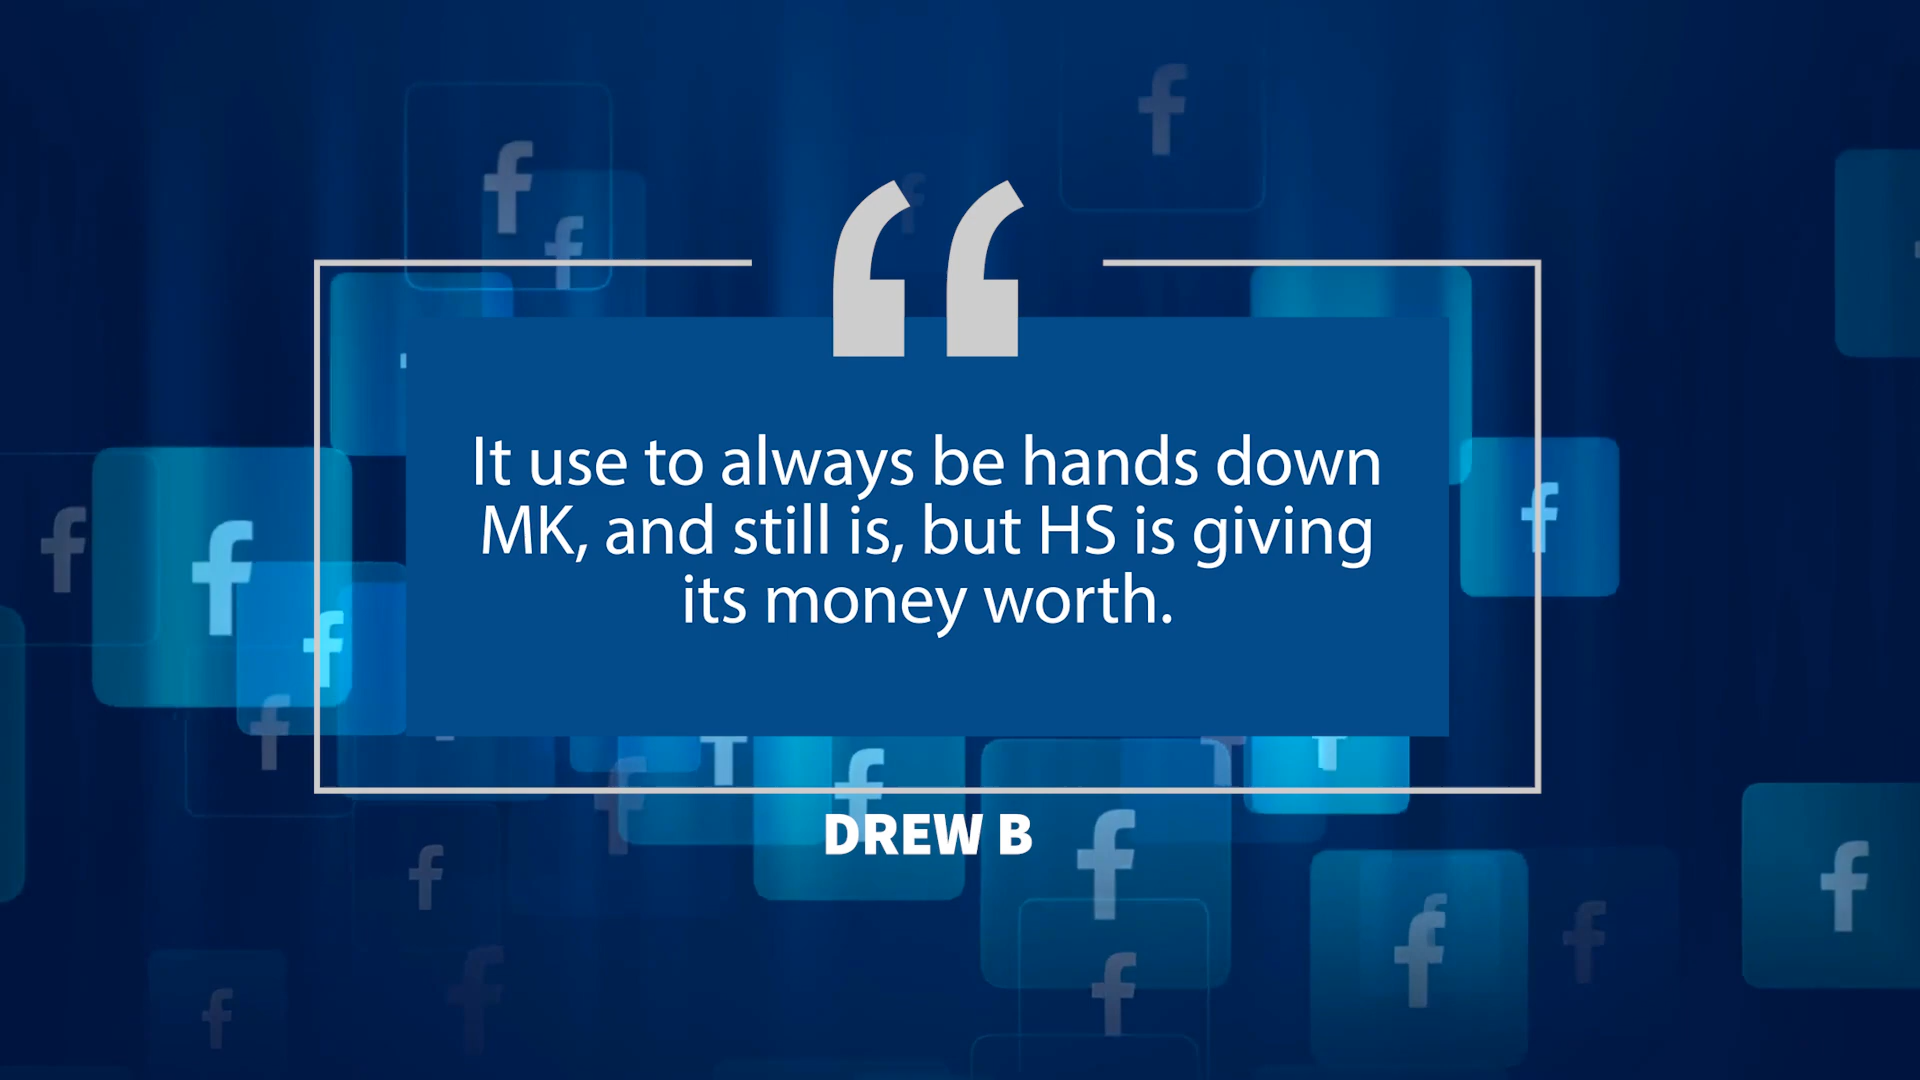 It use to always be hands down
MK, and still is, but HS is giving
its money worth.
DREW B